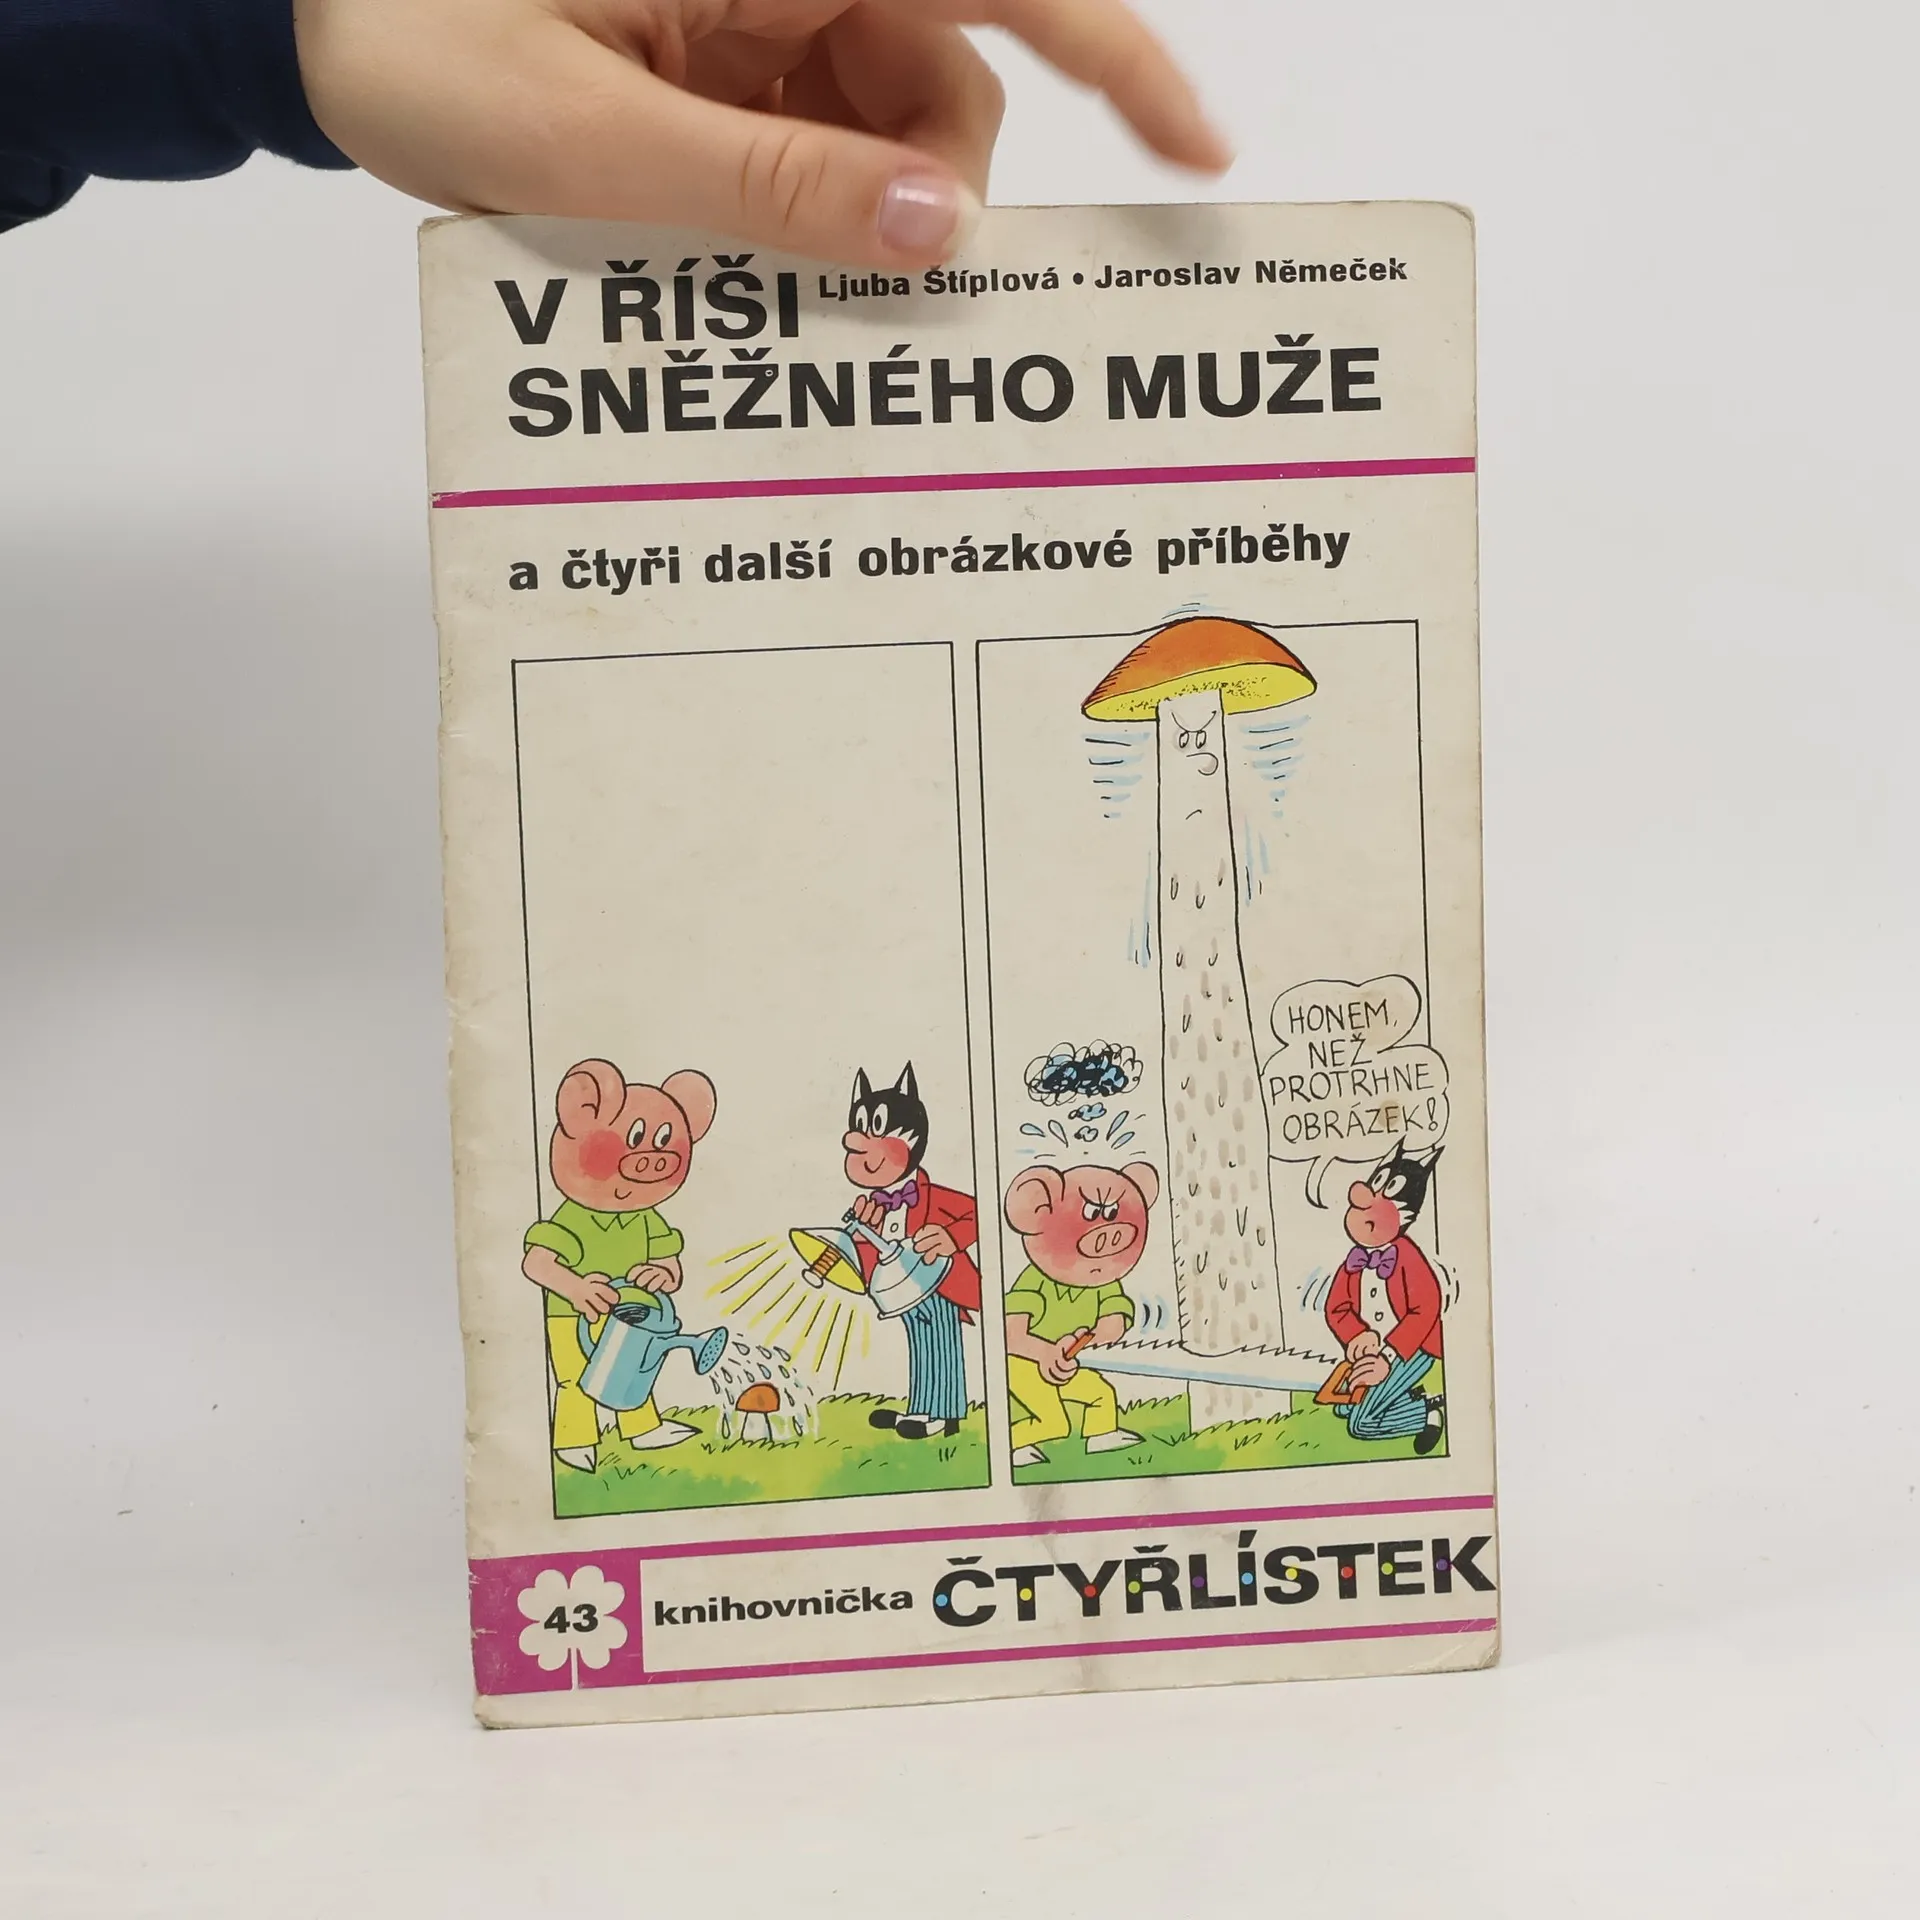 V ŘÍŠI
Ljuba Štíplová • Jaroslav Němeček
SNĚŽNÉHO MUŽE
a čtyři další obrázkové příběhy
HONEM,
NEŽ
PROTRHNE
OBRÁZEK!
43
knihovnička ČTYŘLÍSTEK